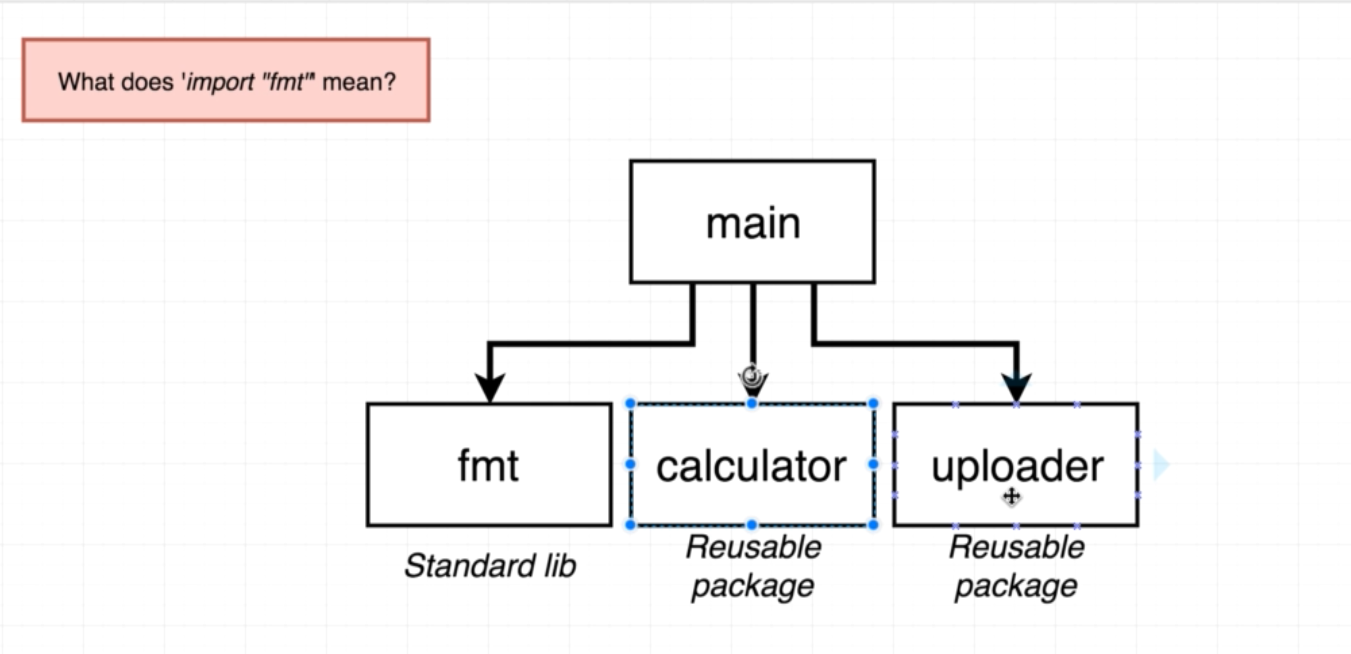 What does 'import "fmt"' mean?
main
fmt
calculator
uploader
Standard lib
Reusable
package
Reusable
package